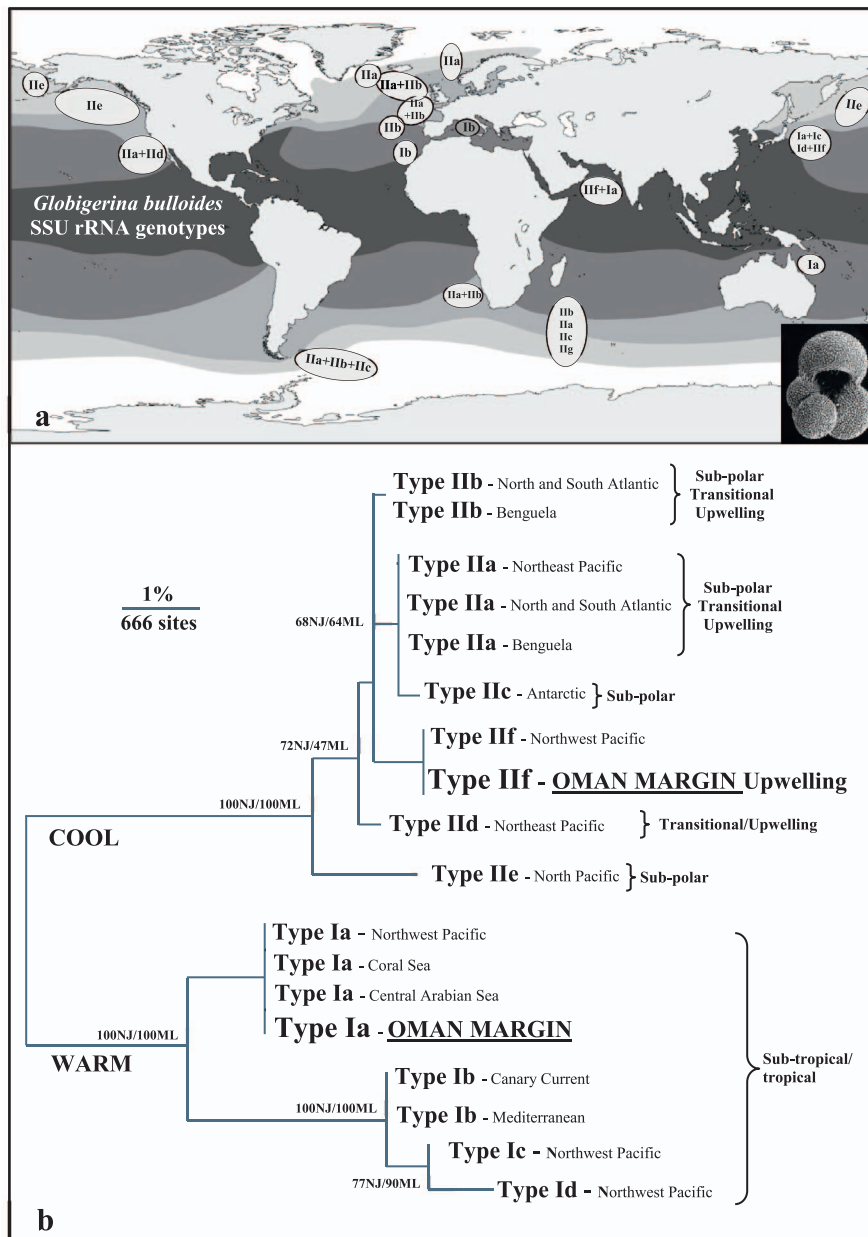 IIa
IIe
IIa
IIa+IIb
IIe
IIe
IIa
+IIb
IIb
Ib
Ia+Ic
Id+IIf
IIa+IId
Ib
Globigerina bulloides
SSU rRNA genotypes
IIf+Ia
Ia
IIa+IIb
IIb
IIa
IIc
IIg
IIa+IIb+IIc
a
Type IIb - North and South Atlantic
Type IIb - Benguela
Sub-polar
Transitional
Upwelling
1%
666 sites
Type IIa - Northeast Pacific
Type IIa - North and South Atlantic
Type IIa - Benguela
Sub-polar
Transitional
Upwelling
68NJ/64ML
Type IIc - Antarctic
Sub-polar
Type IIf - Northwest Pacific
72NJ/47ML
Type IIf - OMAN MARGIN Upwelling
100NJ/100ML
Type IId - Northeast Pacific
Transitional/Upwelling
COOL
Type IIe - North Pacific
Sub-polar
Type Ia - Northwest Pacific
Type Ia - Coral Sea
Type Ia - Central Arabian Sea
Type Ia - OMAN MARGIN
100NJ/100ML
WARM
Sub-tropical/
tropical
Type Ib - Canary Current
100NJ/100ML
Type Ib - Mediterranean
Type Ic - Northwest Pacific
77NJ/90ML
Type Id - Northwest Pacific
b